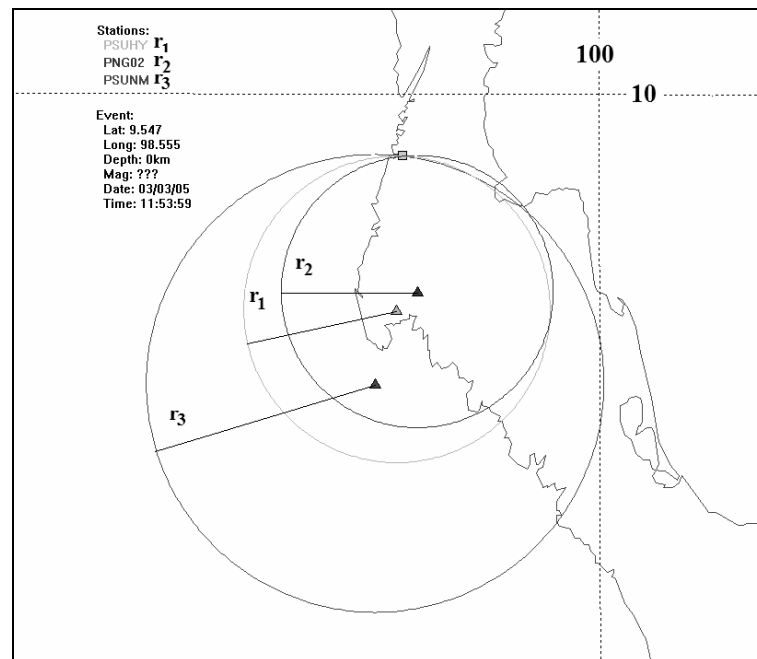 Stations:
PSUHY r1
PNG02 r2
PSUNM r3
Event:
Lat: 9.547
Long: 98.555
Depth: 0km
Mag: ???
Date: 03/03/05
Time: 11:53:59
100
10
r2
r1
r3